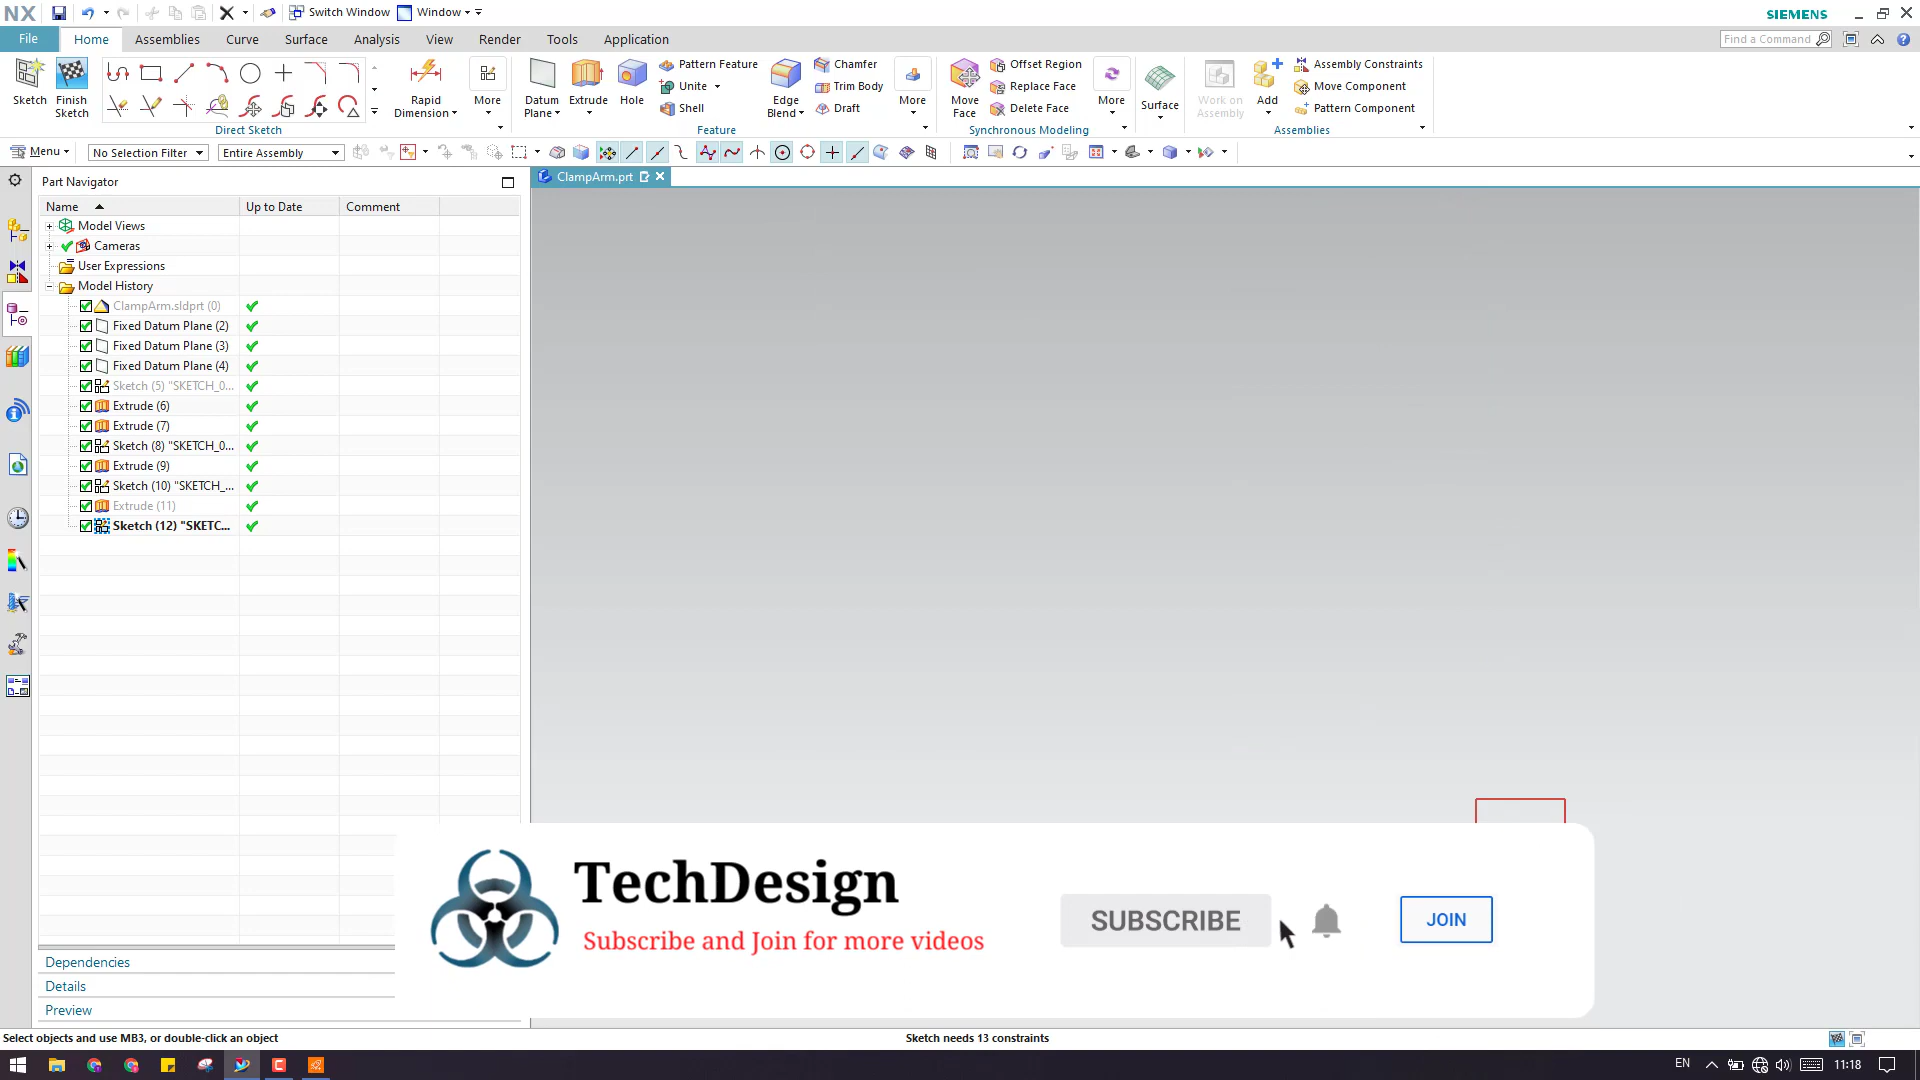 NX
Switch Window
Window
SIEMENS
File
Home
Assemblies
Curve
Surface
Analysis
View
Render
Tools
Application
Find a Command
Sketch
Finish
Sketch
Rapid
Dimension
More
Direct Sketch
Datum
Plane
Extrude
Hole
Pattern Feature
Unite
Shell
Edge
Blend
Chamfer
Trim Body
Draft
More
Feature
Move
Face
Offset Region
Replace Face
Delete Face
More
Synchronous Modeling
Surface
Work on
Assembly
Add
Assembly Constraints
Move Component
Pattern Component
Assemblies
Menu
No Selection Filter
Entire Assembly
Part Navigator
ClampArm.prt
Name
Up to Date
Comment
Model Views
Cameras
User Expressions
Model History
ClampArm.sldprt (0)
Fixed Datum Plane (2)
Fixed Datum Plane (3)
Fixed Datum Plane (4)
Sketch (5) "SKETCH_0...
Extrude (6)
Extrude (7)
Sketch (8) "SKETCH_0...
Extrude (9)
Sketch (10) "SKETCH_...
Extrude (11)
Sketch (12) "SKETC...
Dependencies
Details
Preview
TechDesign
Subscribe and Join for more videos
SUBSCRIBE
JOIN
Select objects and use MB3, or double-click an object
Sketch needs 13 constraints
EN
11:18